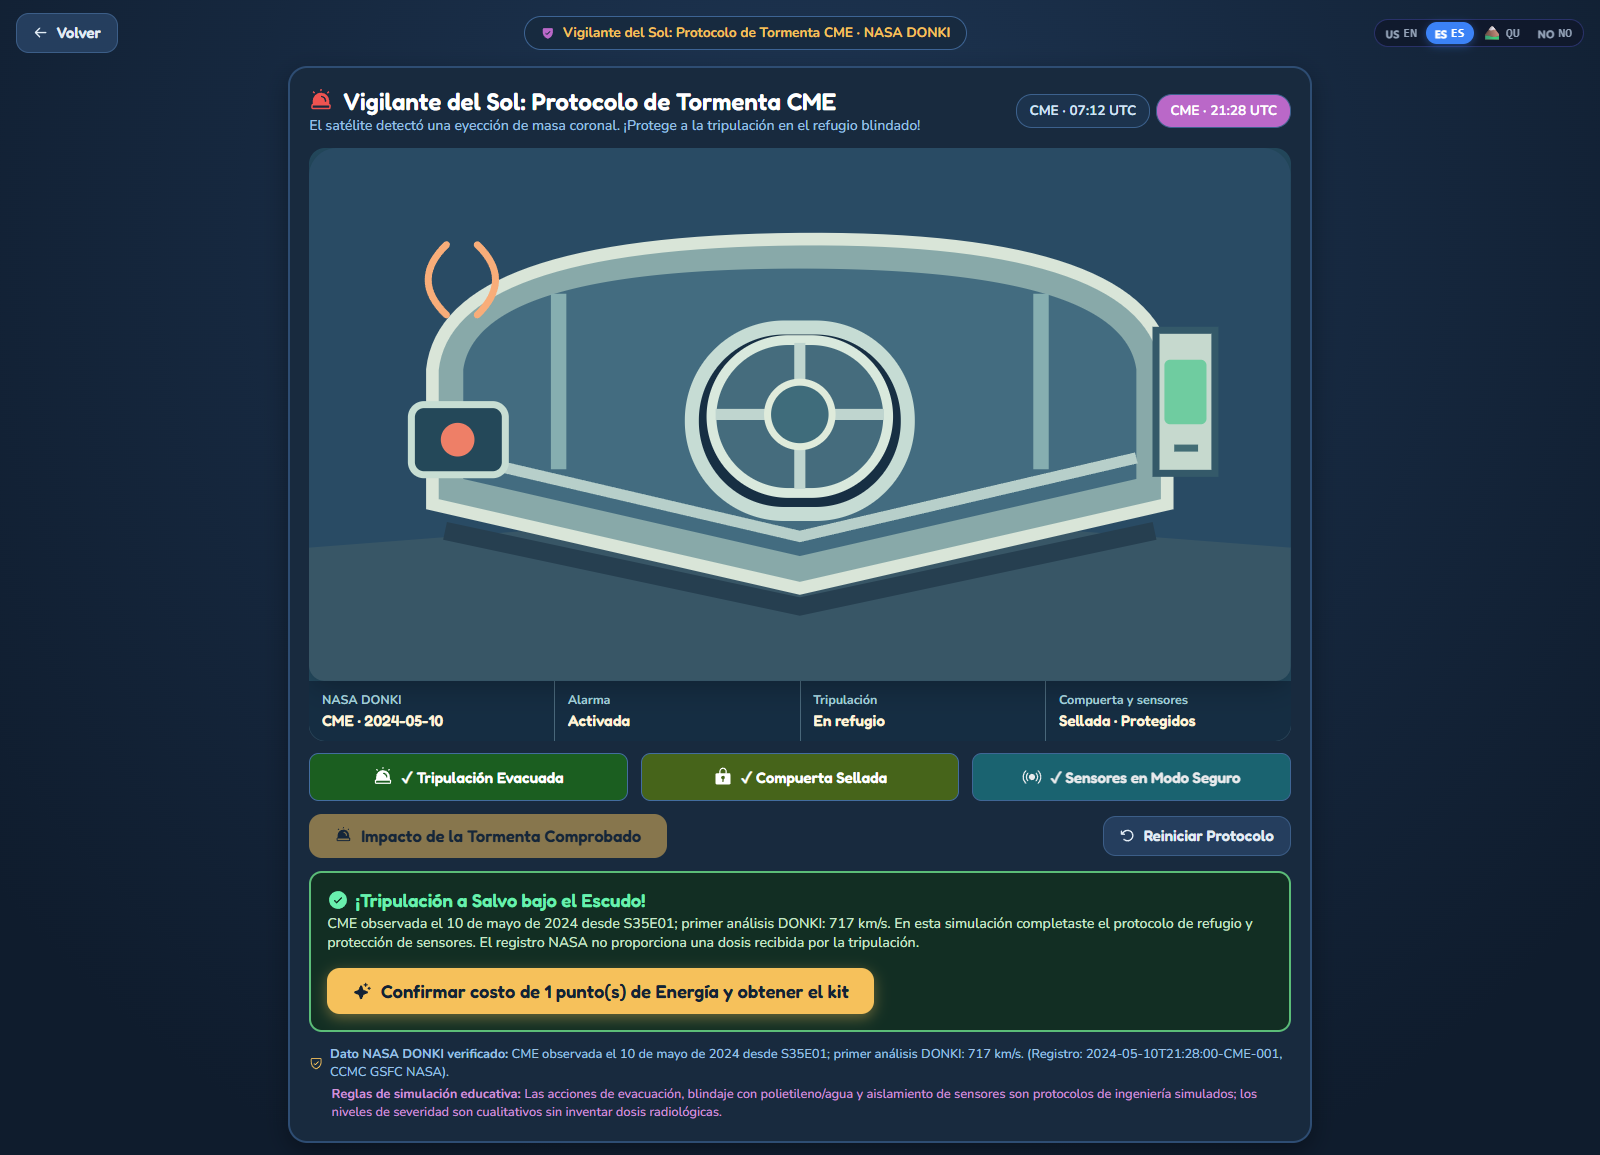 Volver
Vigilante del Sol: Protocolo de Tormenta CME · NASA DONKI
US EN
ES ES
QU
NO NO
Vigilante del Sol: Protocolo de Tormenta CME
El satélite detectó una eyección de masa coronal. ¡Protege a la tripulación en el refugio blindado!
CME · 07:12 UTC
CME · 21:28 UTC
NASA DONKI
CME · 2024-05-10
Alarma
Activada
Tripulación
En refugio
Compuerta y sensores
Sellada · Protegidos
✓ Tripulación Evacuada
✓ Compuerta Sellada
✓ Sensores en Modo Seguro
Impacto de la Tormenta Comprobado
Reiniciar Protocolo
¡Tripulación a Salvo bajo el Escudo!
CME observada el 10 de mayo de 2024 desde S35E01; primer análisis DONKI: 717 km/s. En esta simulación completaste el protocolo de refugio y
protección de sensores. El registro NASA no proporciona una dosis recibida por la tripulación.
Confirmar costo de 1 punto(s) de Energía y obtener el kit
Dato NASA DONKI verificado: CME observada el 10 de mayo de 2024 desde S35E01; primer análisis DONKI: 717 km/s. (Registro: 2024-05-10T21:28:00-CME-001,
CCMC GSFC NASA).
Reglas de simulación educativa: Las acciones de evacuación, blindaje con polietileno/agua y aislamiento de sensores son protocolos de ingeniería simulados; los
niveles de severidad son cualitativos sin inventar dosis radiológicas.